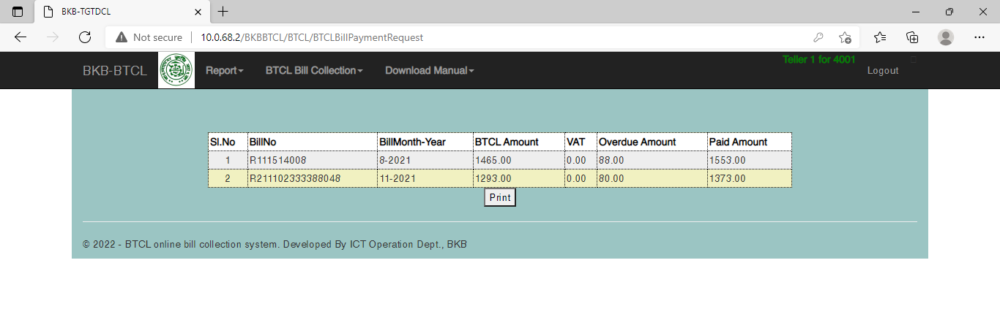 BKB-TGTDCL
Not secure 10.0.68.2/BKBBTCL/BTCL/BTCLBillPaymentRequest
BKB-BTCL Report BTCL Bill Collection Download Manual Teller 1 for 4001 Logout
Sl.No BillNo BillMonth-Year BTCL Amount VAT Overdue Amount Paid Amount
1 R111514008 8-2021 1465.00 0.00 88.00 1553.00
2 R211102333388048 11-2021 1293.00 0.00 80.00 1373.00
Print
© 2022 - BTCL online bill collection system. Developed By ICT Operation Dept., BKB